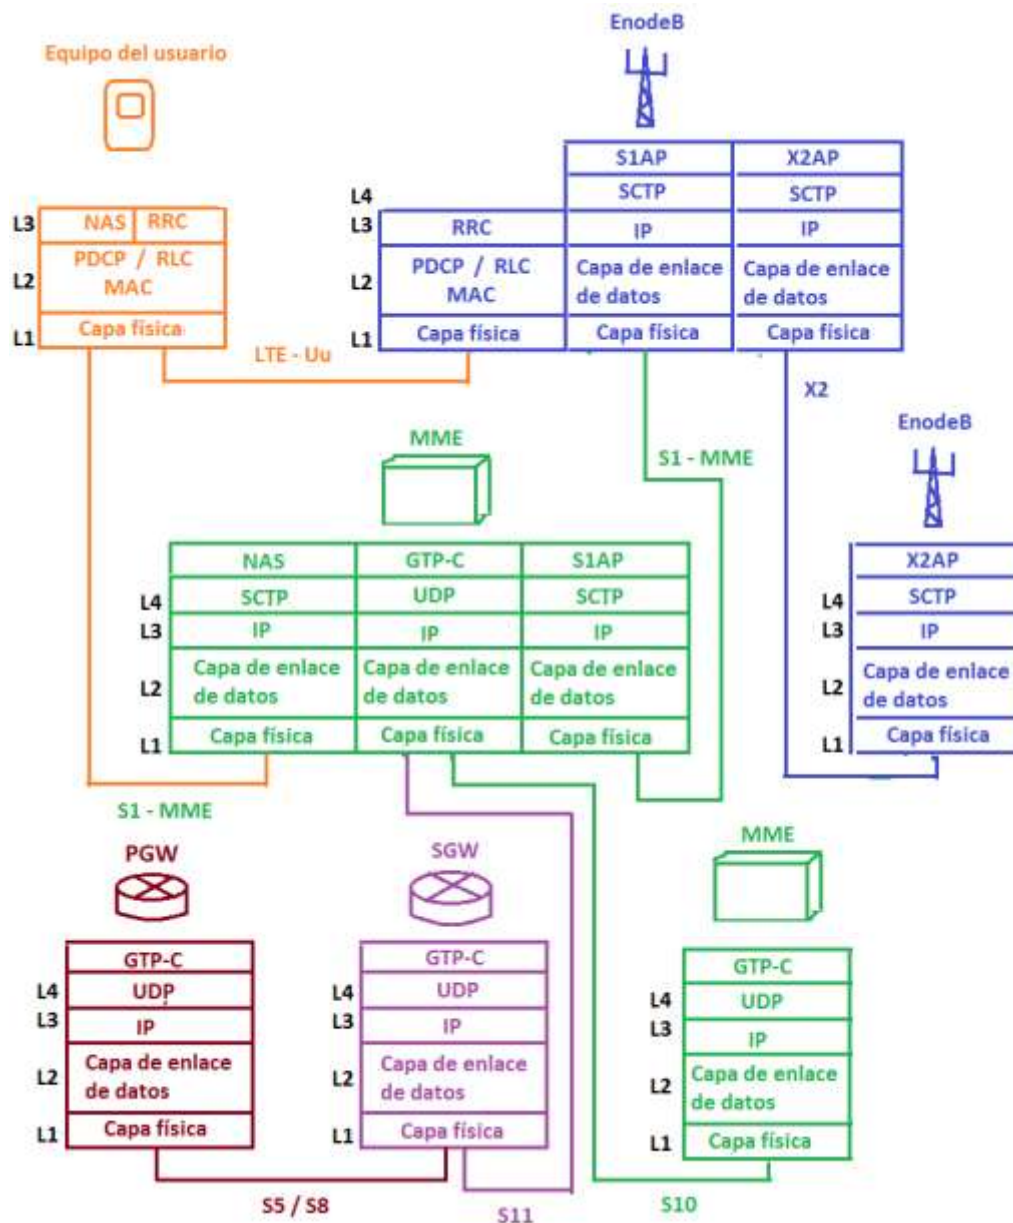 EnodeB
Equipo del usuario
S1AP X2AP
L4 SCTP SCTP
L3 NAS RRC L3 RRC IP IP
L2 PDCP / RLC MAC L2 PDCP / RLC MAC Capa de enlace de datos Capa de enlace de datos
L1 Capa física L1 Capa física Capa física Capa física
LTE - Uu
X2
EnodeB
MME
S1 - MME
NAS GTP-C S1AP X2AP
L4 SCTP UDP SCTP L4 SCTP
L3 IP IP IP L3 IP
L2 Capa de enlace de datos Capa de enlace de datos Capa de enlace de datos L2 Capa de enlace de datos
L1 Capa física Capa física Capa física L1 Capa física
S1 - MME
MME
PGW SGW
GTP-C GTP-C GTP-C
L4 UDP L4 UDP L4 UDP
L3 IP L3 IP L3 IP
L2 Capa de enlace de datos L2 Capa de enlace de datos L2 Capa de enlace de datos
L1 Capa física L1 Capa física L1 Capa física
S5 / S8 S11 S10